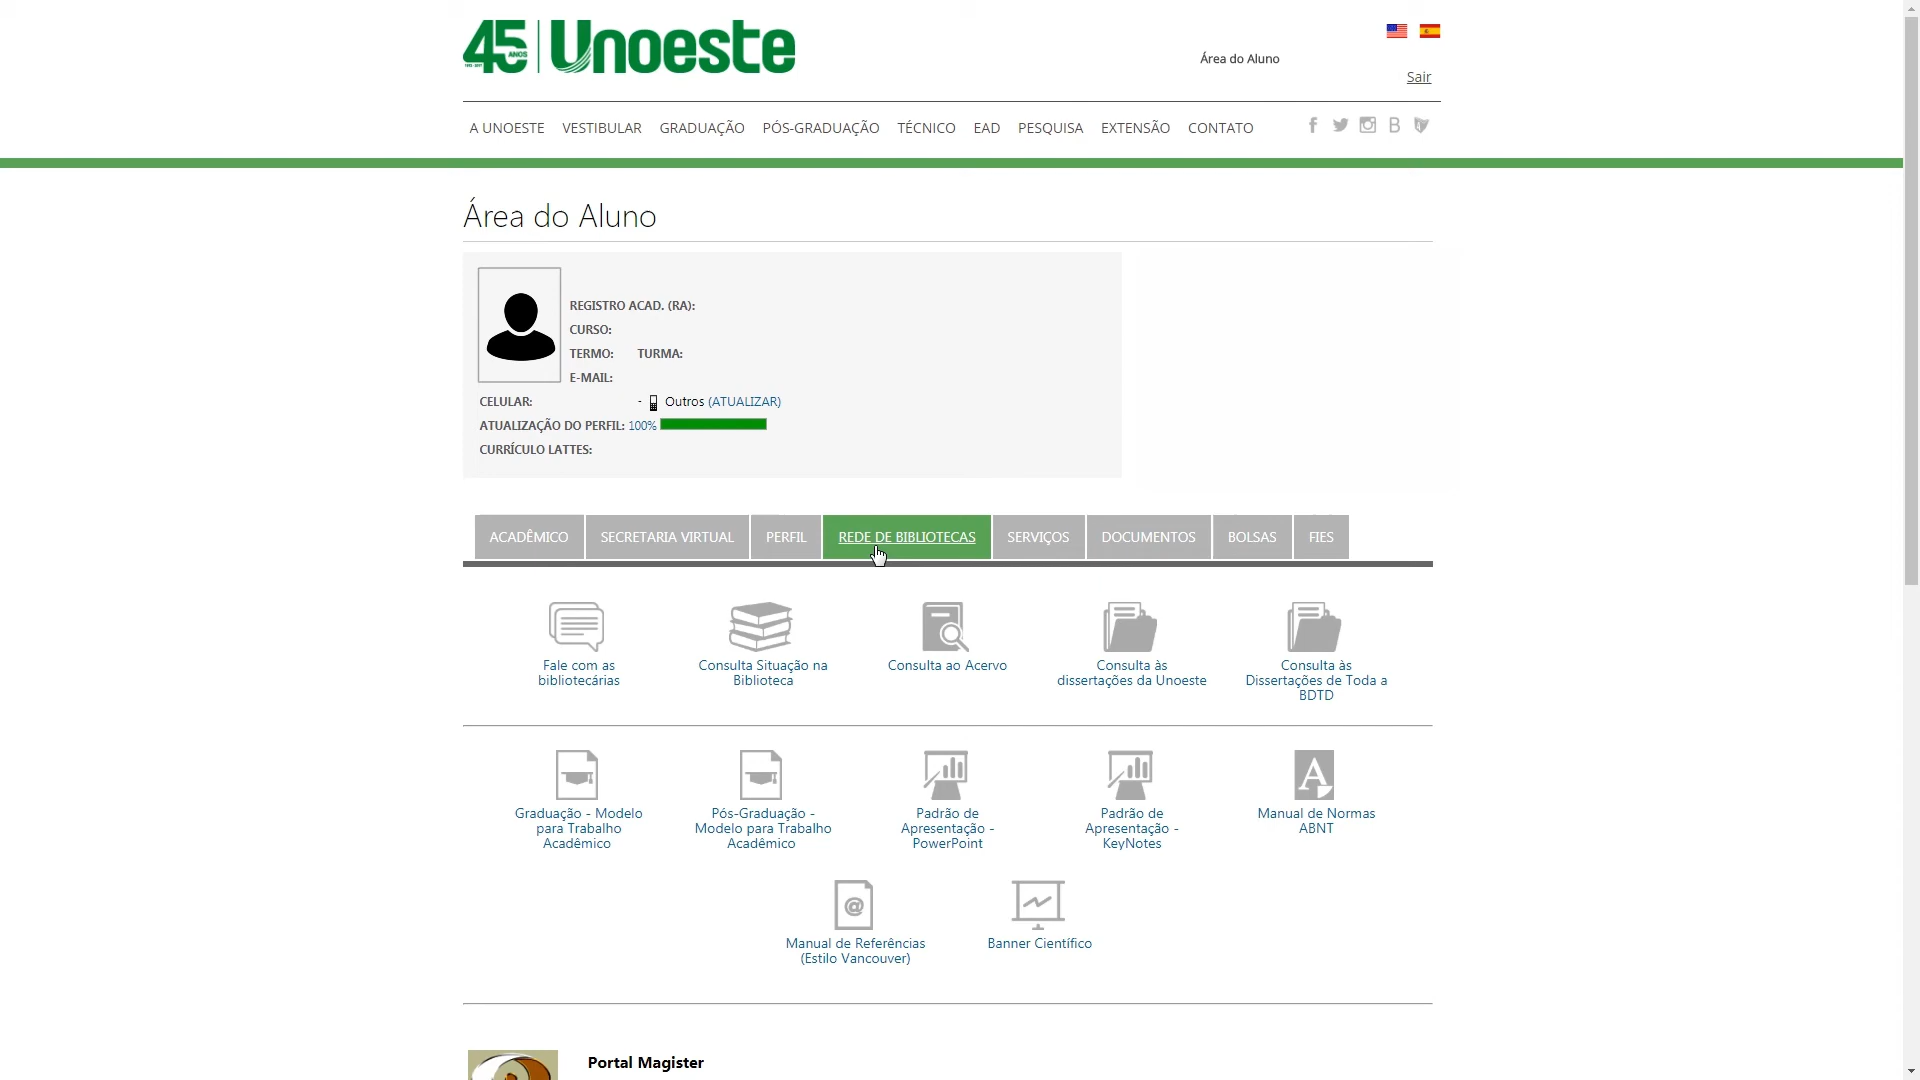 45 ANOS Unoeste
Área do Aluno
Sair
A UNOESTE VESTIBULAR GRADUAÇÃO PÓS-GRADUAÇÃO TÉCNICO EAD PESQUISA EXTENSÃO CONTATO
Área do Aluno
REGISTRO ACAD. (RA):
CURSO:
TERMO: TURMA:
E-MAIL:
CELULAR: - Outros (ATUALIZAR)
ATUALIZAÇÃO DO PERFIL: 100%
CURRÍCULO LATTES:
ACADÊMICO SECRETARIA VIRTUAL PERFIL REDE DE BIBLIOTECAS SERVIÇOS DOCUMENTOS BOLSAS FIES
Fale com as
bibliotecárias
Consulta Situação na
Biblioteca
Consulta ao Acervo
Consulta às
dissertações da Unoeste
Consulta às
Dissertações de Toda a
BDTD
Graduação - Modelo
para Trabalho
Acadêmico
Pós-Graduação -
Modelo para Trabalho
Acadêmico
Padrão de
Apresentação -
PowerPoint
Padrão de
Apresentação -
KeyNotes
Manual de Normas
ABNT
Manual de Referências
(Estilo Vancouver)
Banner Científico
Portal Magister